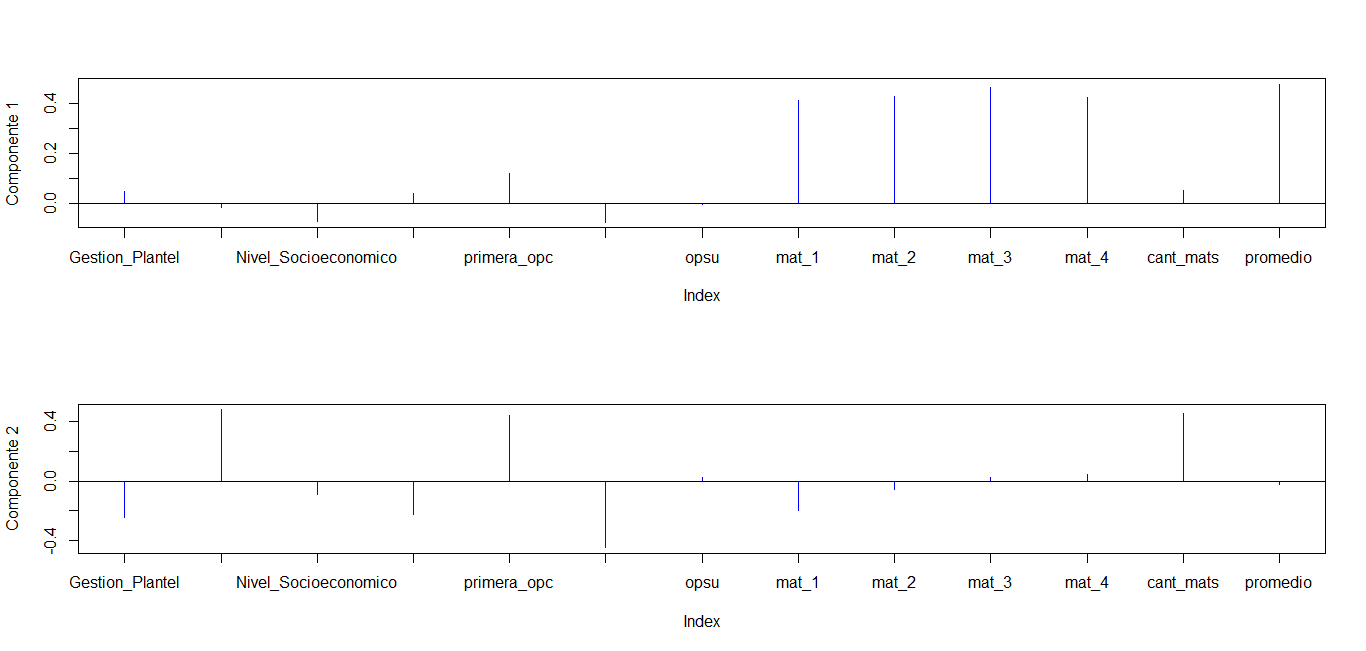 Componente 1
0.0 0.2 0.4
Gestion_Plantel Nivel_Socioeconomico primera_opc opsu mat_1 mat_2 mat_3 mat_4 cant_mats promedio
Index
Componente 2
-0.4 0.0 0.4
Gestion_Plantel Nivel_Socioeconomico primera_opc opsu mat_1 mat_2 mat_3 mat_4 cant_mats promedio
Index